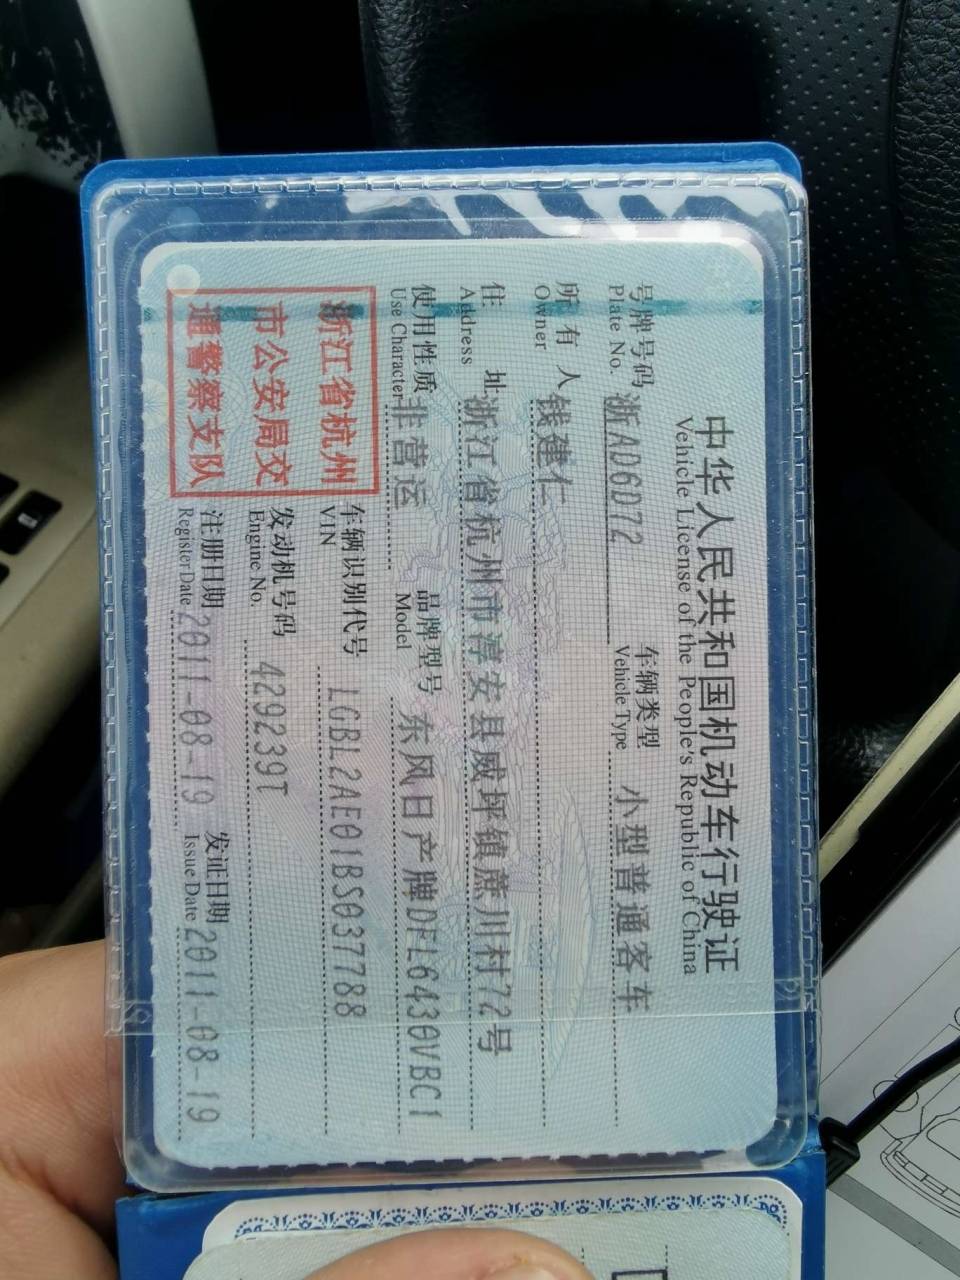 中华人民共和国机动车行驶证
Vehicle License of the People's Republic of China
号牌号码 浙AD6D72 车辆类型 小型普通客车
Plate No. Vehicle Type
所有人 钱建仁
Owner
住址 浙江省杭州市淳安县威坪镇蔗川村72号
Address
使用性质 非营运 品牌型号 东风日产牌DFL6430VBC1
Use Character Model
浙江省杭州
市公安局交
通警察支队
车辆识别代号 LGBL2AE01BS037788
VIN
发动机号码 429239T
Engine No.
注册日期 2011-08-19 发证日期 2011-08-19
Register Date Issue Date